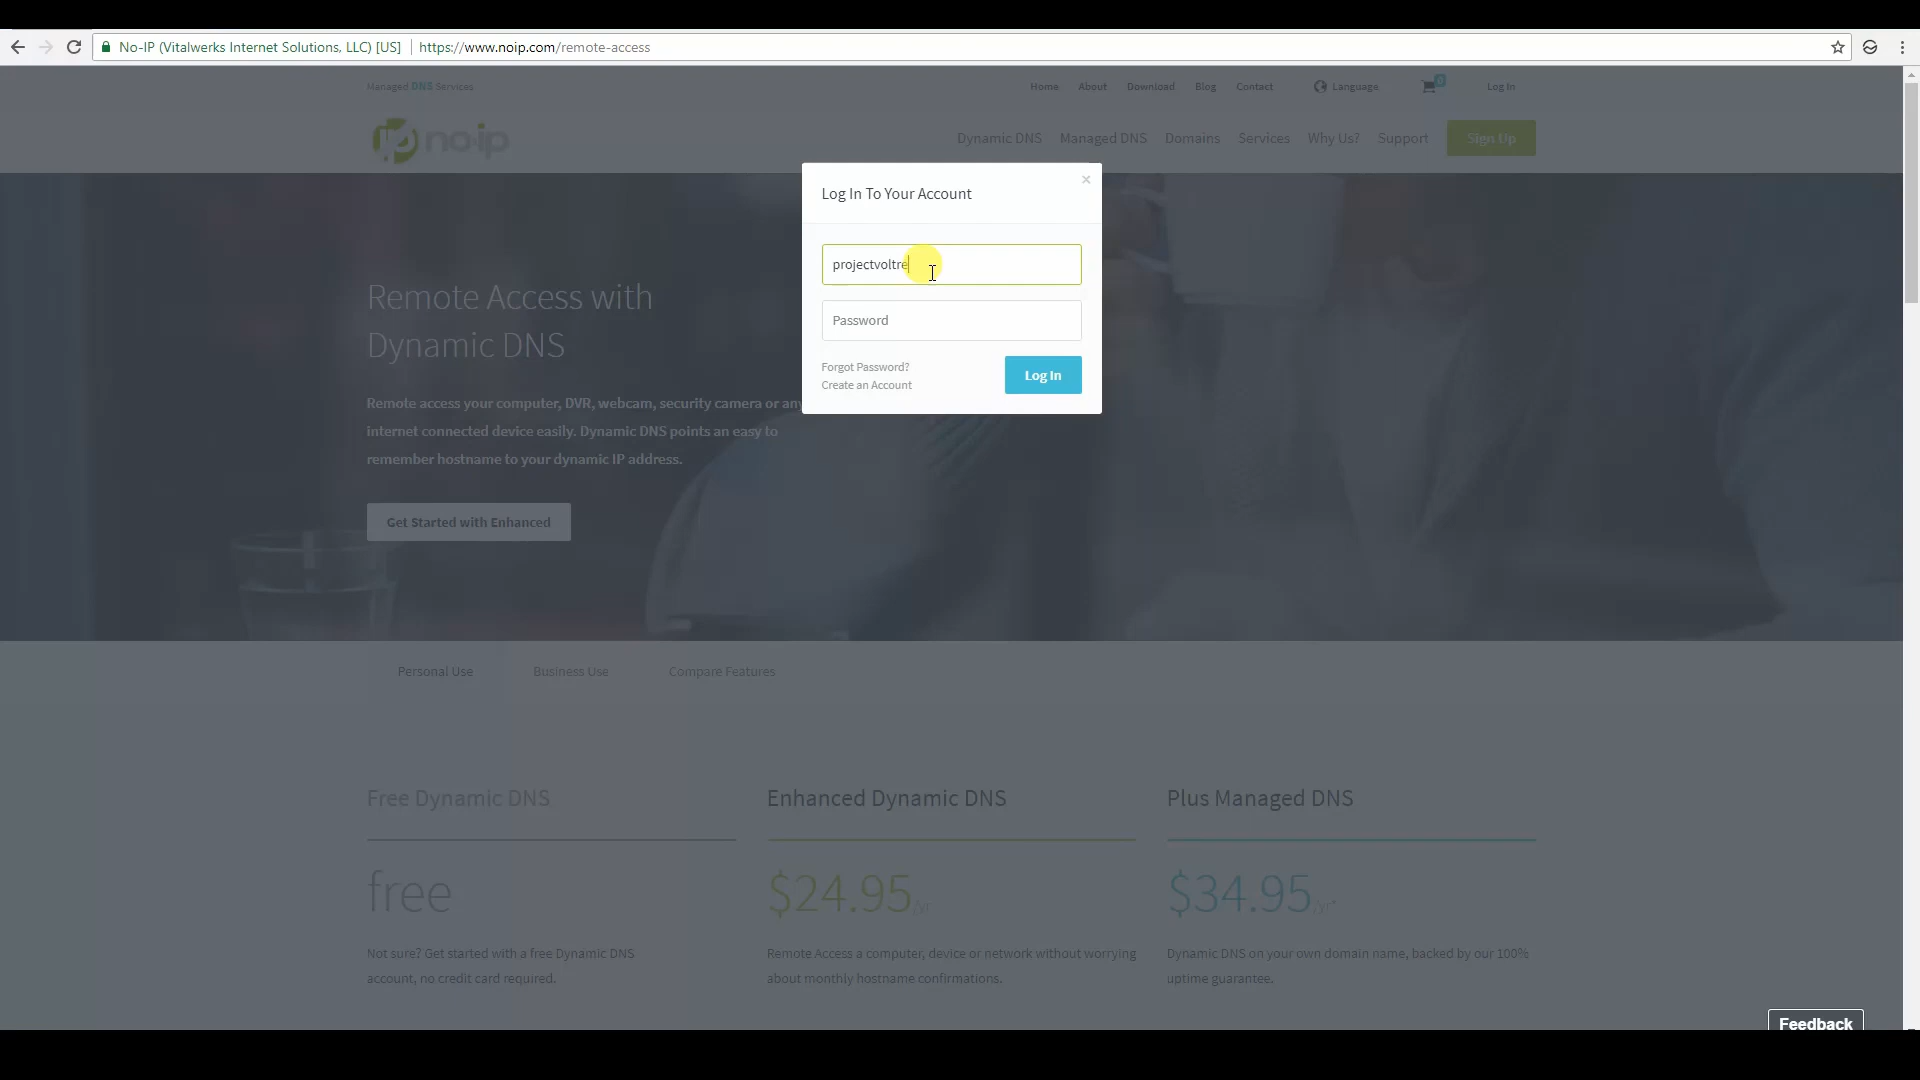 No-IP (Vitalwerks Internet Solutions, LLC) [US] https://www.noip.com/remote-access
Managed DNS Services
Home About Download Blog Contact Language 0 Log In
no-ip
Dynamic DNS Managed DNS Domains Services Why Us? Support Sign Up
Log In To Your Account
×
projectvoltre
Password
Forgot Password?
Create an Account
Log In
Remote Access with
Dynamic DNS
Remote access your computer, DVR, webcam, security camera or any
internet connected device easily. Dynamic DNS points an easy to
remember hostname to your dynamic IP address.
Get Started with Enhanced
Personal Use Business Use Compare Features
Free Dynamic DNS
free
Not sure? Get started with a free Dynamic DNS
account, no credit card required.
Enhanced Dynamic DNS
$24.95/yr
Remote Access a computer, device or network without worrying
about monthly hostname confirmations.
Plus Managed DNS
$34.95/yr*
Dynamic DNS on your own domain name, backed by our 100%
uptime guarantee.
Feedback